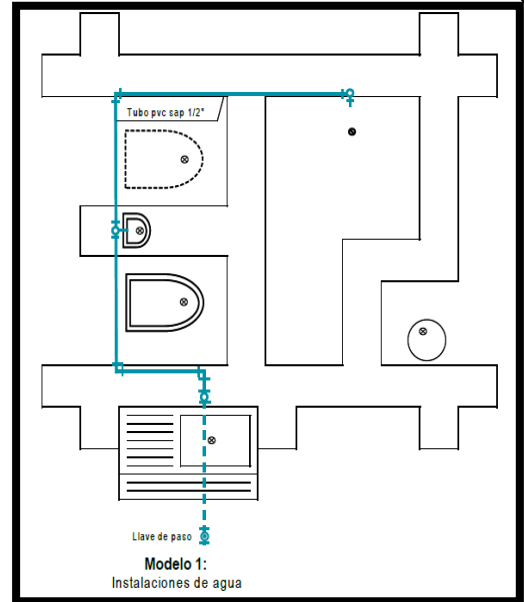 Tubo pvc sap 1/2"
Llave de paso
Modelo 1:
Instalaciones de agua